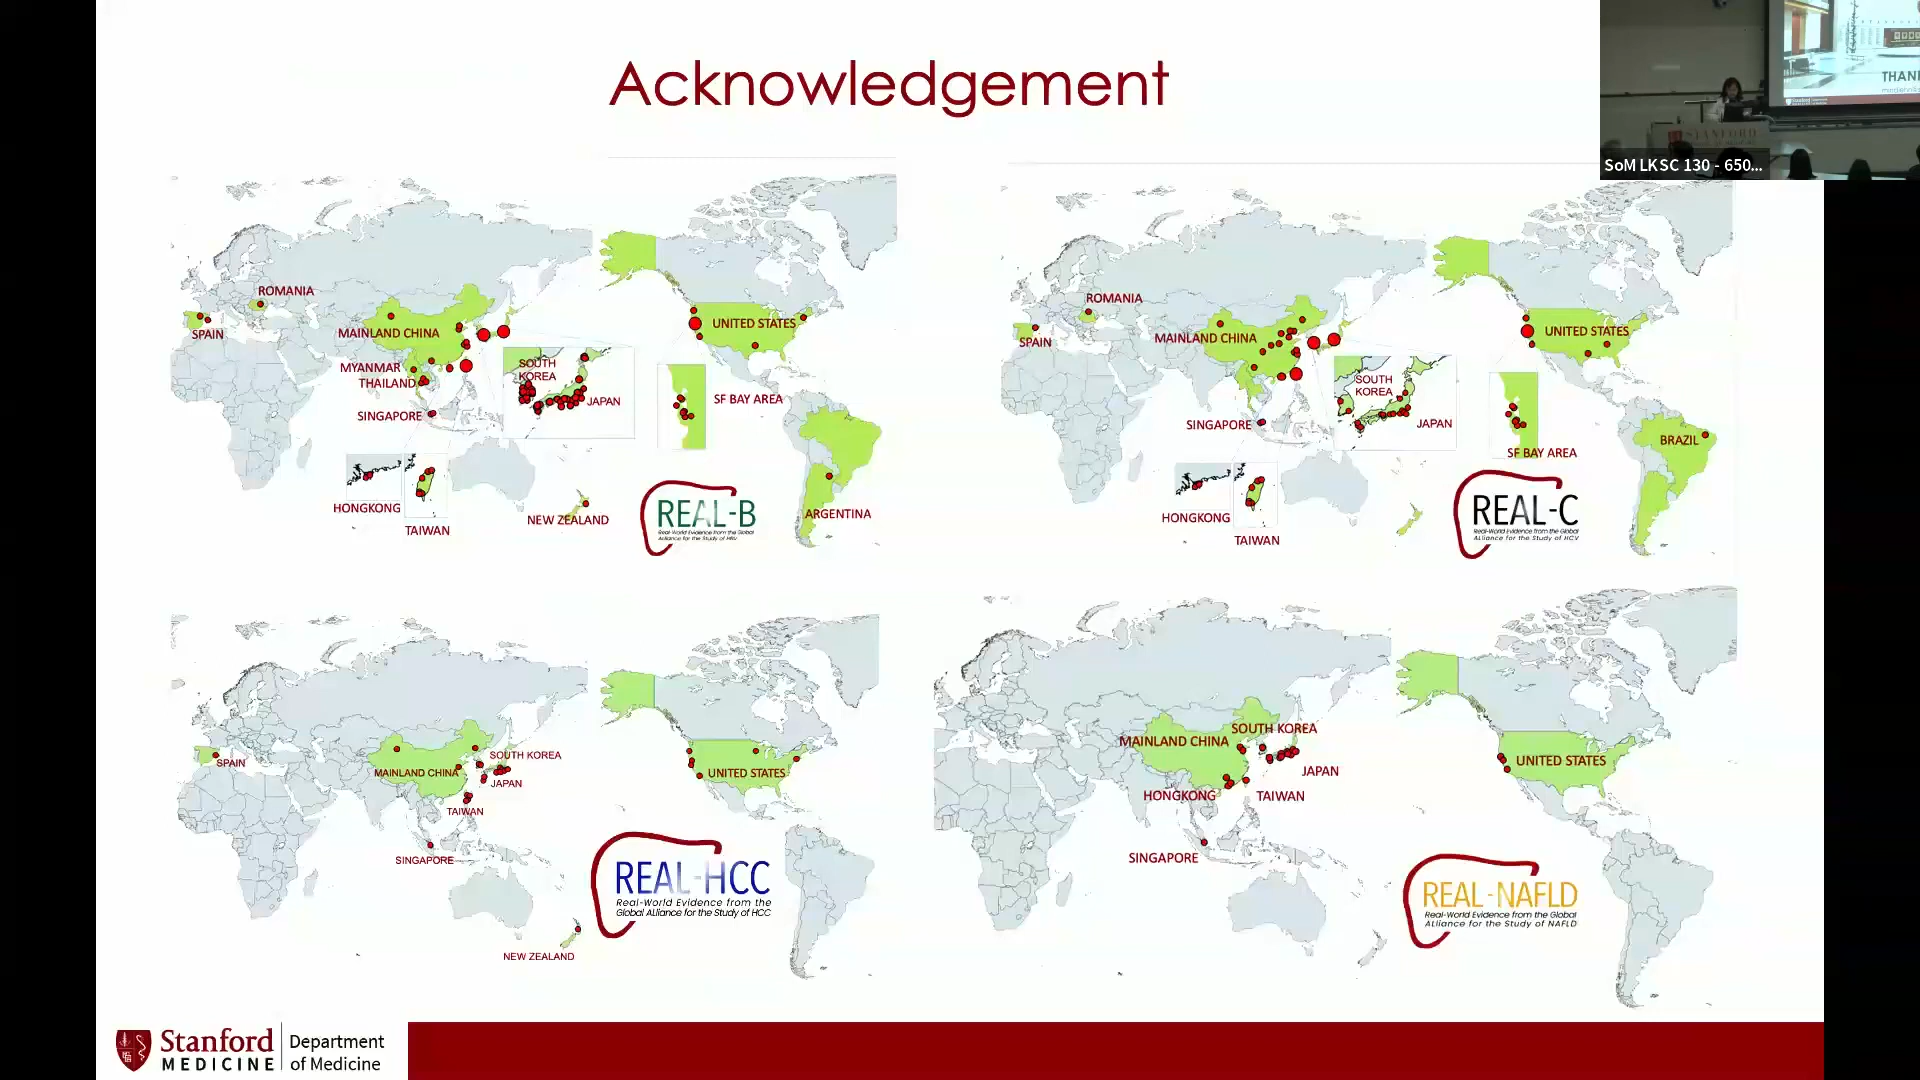 Acknowledgement
THAN
STANFORD
SoM LKSC 130 - 650...
ROMANIA
SPAIN
MAINLAND CHINA
MYANMAR
THAILAND
SINGAPORE
SOUTH
KOREA
JAPAN
UNITED STATES
SF BAY AREA
HONGKONG
TAIWAN
NEW ZEALAND
ARGENTINA
REAL-B
Real-World Evidence from the Global
Alliance for the Study of HBV
ROMANIA
SPAIN
MAINLAND CHINA
SINGAPORE
SOUTH
KOREA
JAPAN
UNITED STATES
SF BAY AREA
BRAZIL
HONGKONG
TAIWAN
REAL-C
Real-World Evidence from the Global
ALliance for the Study of HCV
SPAIN
MAINLAND CHINA
SOUTH KOREA
JAPAN
TAIWAN
SINGAPORE
UNITED STATES
NEW ZEALAND
REAL-HCC
Real-World Evidence from the
Global ALliance for the Study of HCC
SOUTH KOREA
MAINLAND CHINA
JAPAN
HONGKONG
TAIWAN
SINGAPORE
UNITED STATES
REAL-NAFLD
Real-World Evidence from the Global
ALliance for the Study of NAFLD
Stanford
MEDICINE
Department
of Medicine